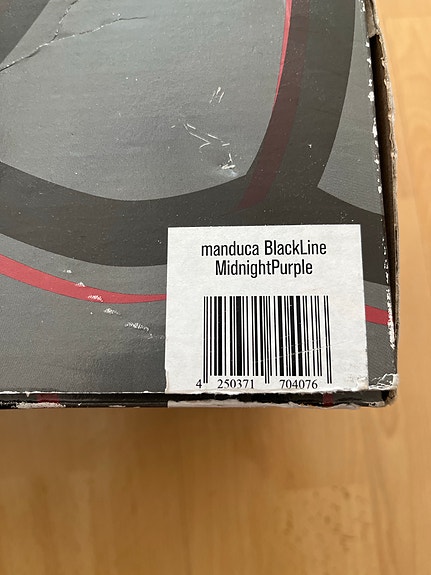 manduca BlackLine
MidnightPurple
4 250371 704076